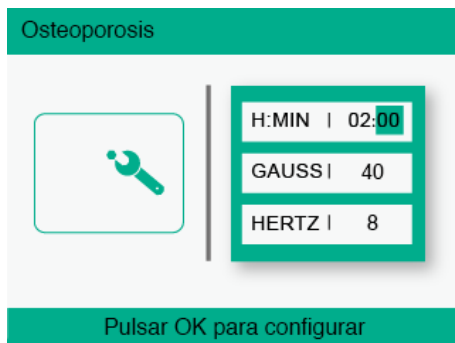 Osteoporosis
H:MIN | 02:00
GAUSS | 40
HERTZ | 8
Pulsar OK para configurar